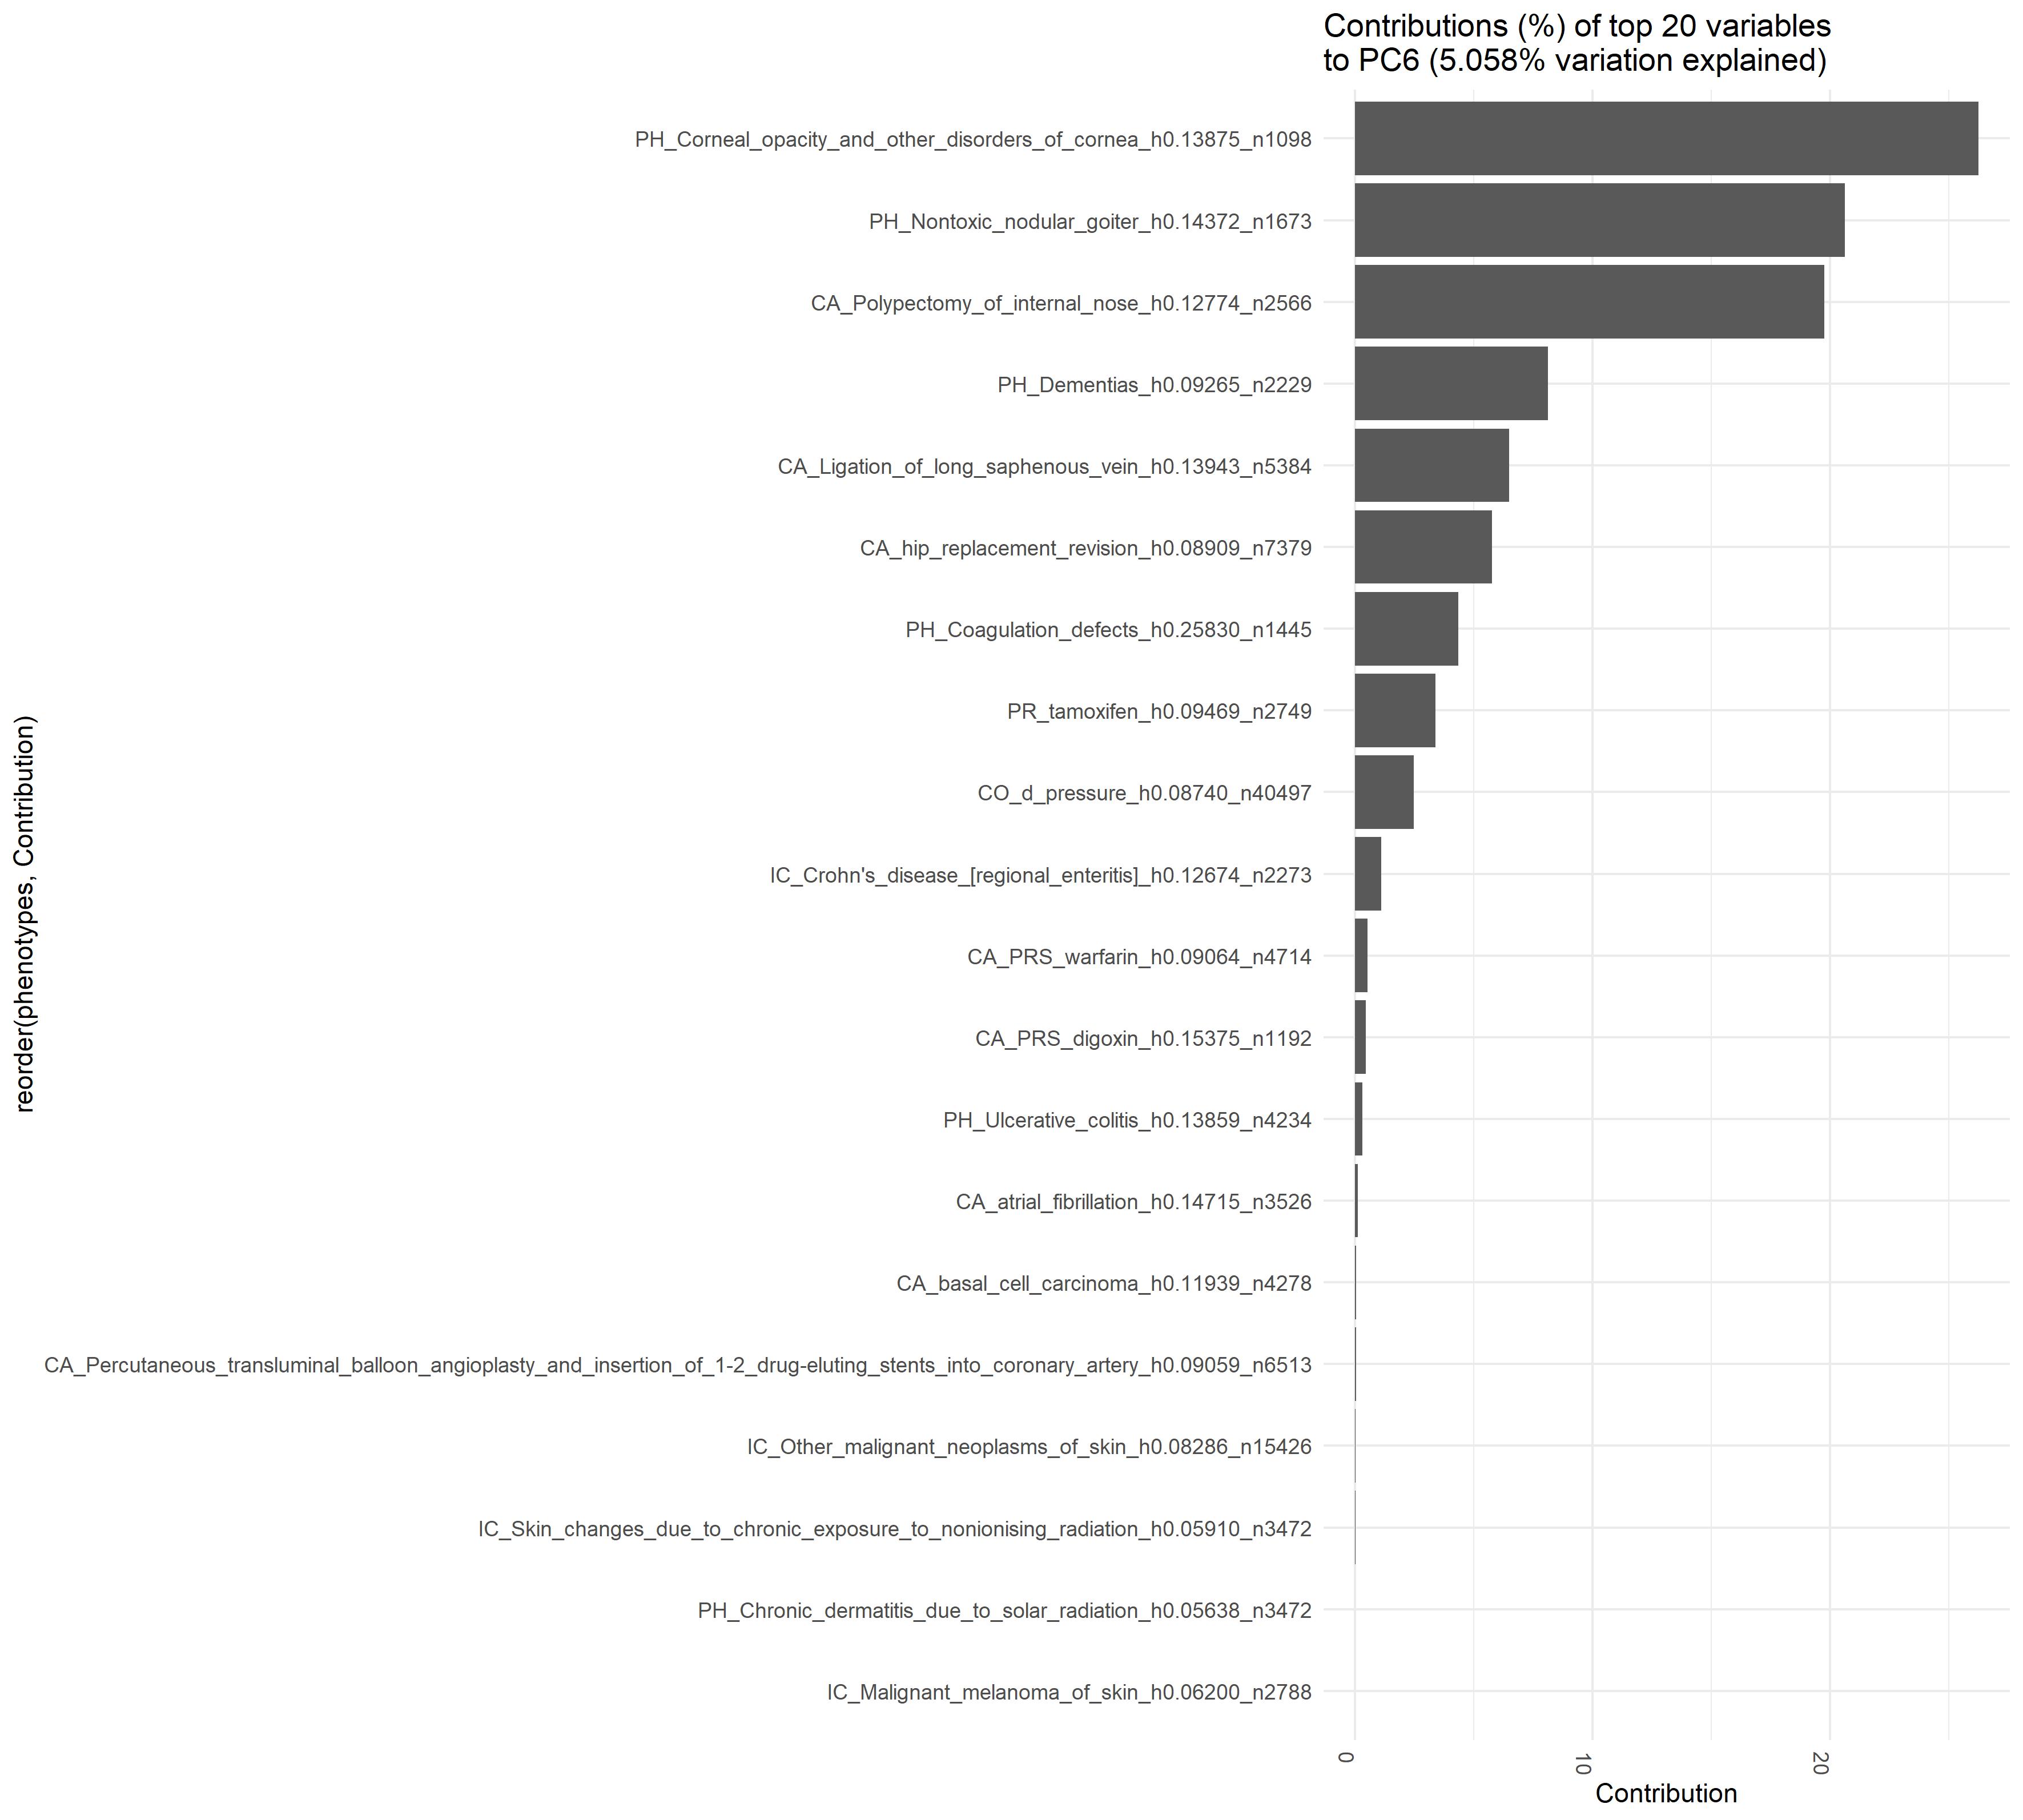 Contributions (%) of top 20 variables
to PC6 (5.058% variation explained)
PH_Corneal_opacity_and_other_disorders_of_cornea_h0.13875_n1098
PH_Nontoxic_nodular_goiter_h0.14372_n1673
CA_Polypectomy_of_internal_nose_h0.12774_n2566
PH_Dementias_h0.09265_n2229
CA_Ligation_of_long_saphenous_vein_h0.13943_n5384
CA_hip_replacement_revision_h0.08909_n7379
PH_Coagulation_defects_h0.25830_n1445
PR_tamoxifen_h0.09469_n2749
CO_d_pressure_h0.08740_n40497
IC_Crohn's_disease_[regional_enteritis]_h0.12674_n2273
CA_PRS_warfarin_h0.09064_n4714
CA_PRS_digoxin_h0.15375_n1192
PH_Ulcerative_colitis_h0.13859_n4234
CA_atrial_fibrillation_h0.14715_n3526
CA_basal_cell_carcinoma_h0.11939_n4278
CA_Percutaneous_transluminal_balloon_angioplasty_and_insertion_of_1-2_drug-eluting_stents_into_coronary_artery_h0.09059_n6513
IC_Other_malignant_neoplasms_of_skin_h0.08286_n15426
IC_Skin_changes_due_to_chronic_exposure_to_nonionising_radiation_h0.05910_n3472
PH_Chronic_dermatitis_due_to_solar_radiation_h0.05638_n3472
IC_Malignant_melanoma_of_skin_h0.06200_n2788
reorder(phenotypes, Contribution)
0
10
20
Contribution